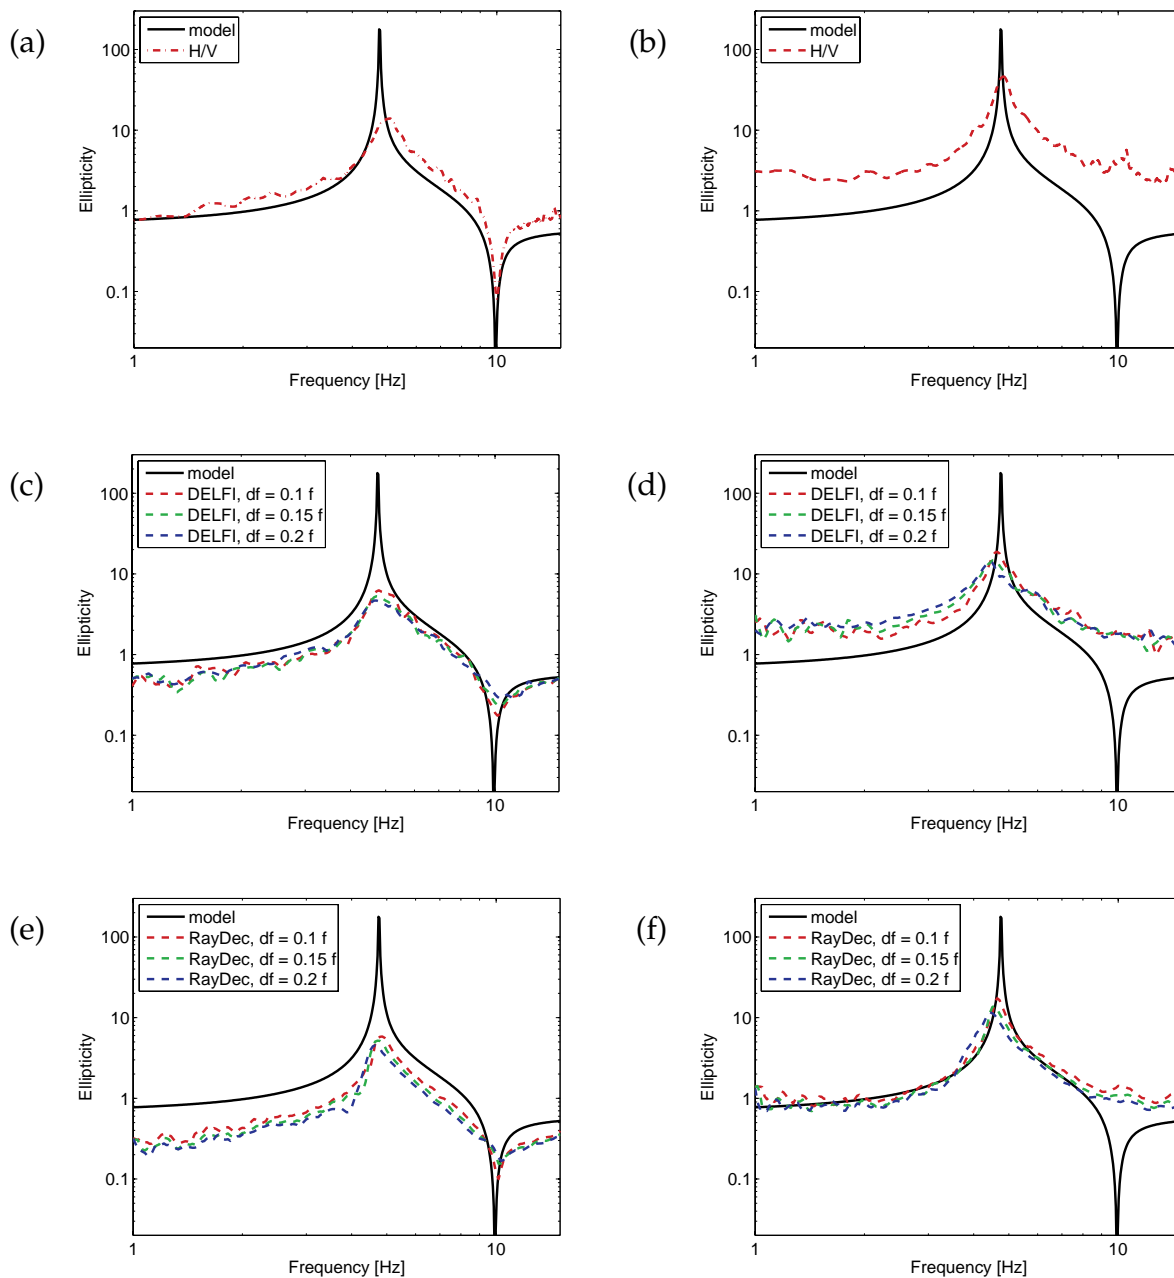 (a)
model
H/V
100
10
1
0.1
1
10
Ellipticity
Frequency [Hz]
(b)
model
H/V
100
10
1
0.1
1
10
Ellipticity
Frequency [Hz]
(c)
model
DELFI, df = 0.1 f
DELFI, df = 0.15 f
DELFI, df = 0.2 f
100
10
1
0.1
1
10
Ellipticity
Frequency [Hz]
(d)
model
DELFI, df = 0.1 f
DELFI, df = 0.15 f
DELFI, df = 0.2 f
100
10
1
0.1
1
10
Ellipticity
Frequency [Hz]
(e)
model
RayDec, df = 0.1 f
RayDec, df = 0.15 f
RayDec, df = 0.2 f
100
10
1
0.1
1
10
Ellipticity
Frequency [Hz]
(f)
model
RayDec, df = 0.1 f
RayDec, df = 0.15 f
RayDec, df = 0.2 f
100
10
1
0.1
1
10
Ellipticity
Frequency [Hz]